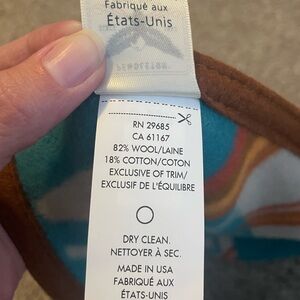 Fabriqué aux
États-Unis
PENDLETON
RN 29685
CA 61167
82% WOOL/LAINE
18% COTTON/COTON
EXCLUSIVE OF TRIM/
EXCLUSIF DE L'ÉQUILIBRE
DRY CLEAN.
NETTOYER À SEC.
MADE IN USA
FABRIQUÉ AUX
ÉTATS-UNIS